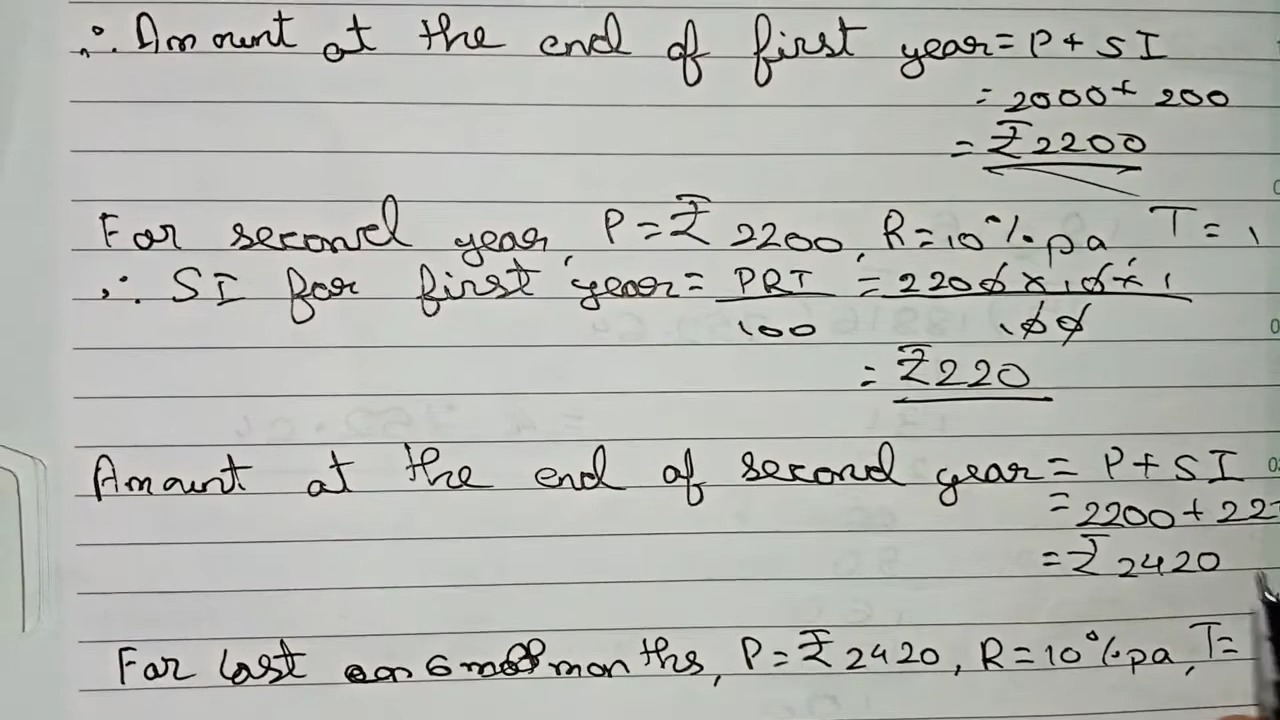 ∴ Amount at the end of first year = P + SI
= 2000 + 200
= ₹2200
For second year, P = ₹ 2200, R = 10% pa T = 1
∴ SI for first year = PRT/100 = 2200 × 10 × 1/100
= ₹220
Amount at the end of second year = P + SI
= 2200 + 22
= ₹ 2420
For last 6 months, P = ₹ 2420, R = 10% pa, T =